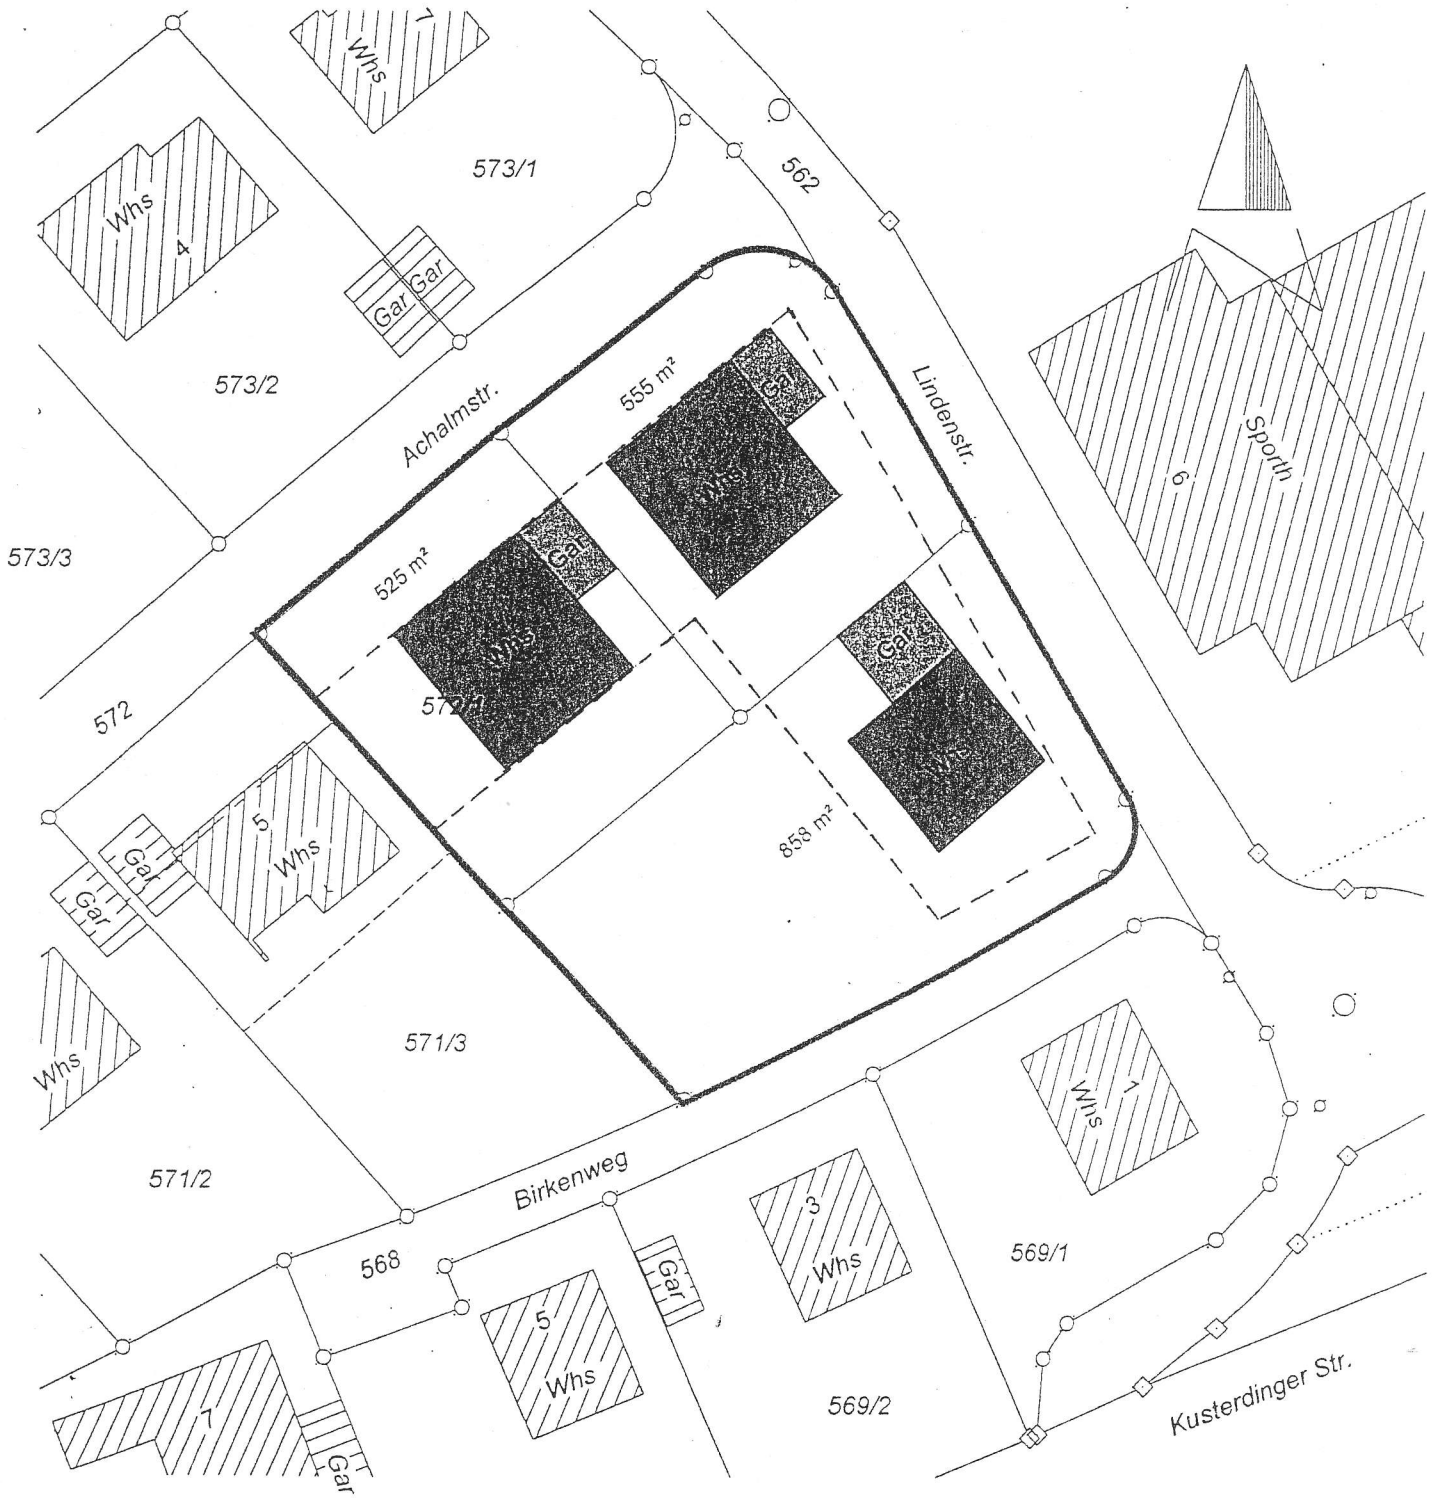 7
Whs
573/1
562
Whs
4
Gar
Gar
573/2
573/3
Achalmstr.
555 m²
Gar
Whs
Lindenstr.
Sporth
6
525 m²
Gar
Whs
572/1
572
Gar
Whs
858 m²
5
Whs
Gar
Gar
Whs
571/3
571/2
Birkenweg
568
1
Whs
3
Whs
569/1
Gar
5
Whs
569/2
7
Gar
Kusterdinger Str.